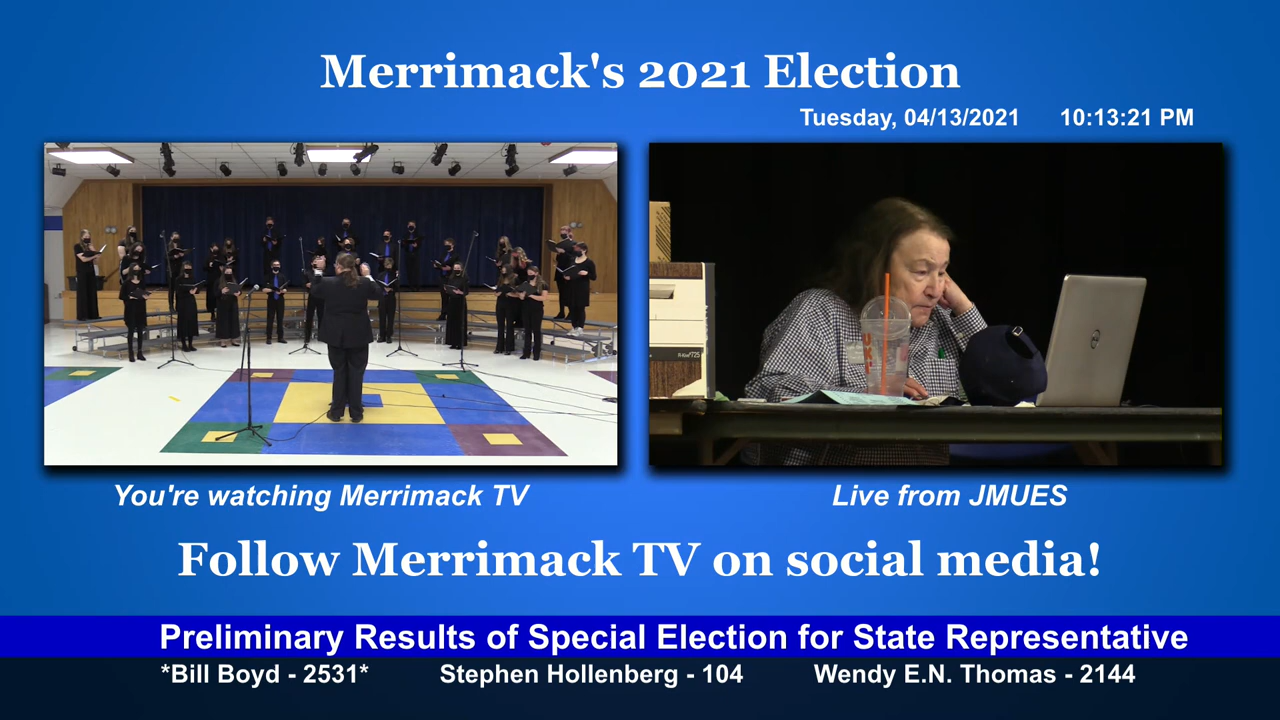 Merrimack's 2021 Election
Tuesday, 04/13/2021 10:13:21 PM
You're watching Merrimack TV
Live from JMUES
Follow Merrimack TV on social media!
Preliminary Results of Special Election for State Representative
*Bill Boyd - 2531* Stephen Hollenberg - 104 Wendy E.N. Thomas - 2144